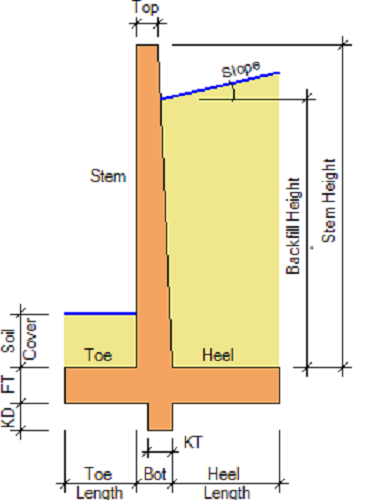 Top
Slope
Stem
Backfill Height
Stem Height
Soil
Cover
Toe
Heel
FT
KD
KT
Toe
Length
Bot
Heel
Length